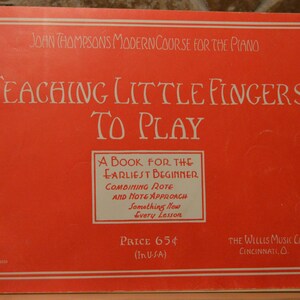 John Thompson's Modern Course for the Piano
Teaching Little Fingers
To Play
A Book for the
Earliest Beginner
Combining Rote
and Note Approach
Something New
Every Lesson
Price 65¢
(In U.S.A.)
The Willis Music Co.
Cincinnati, O.